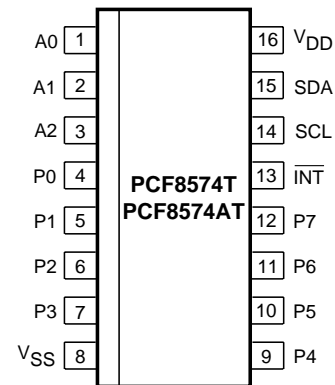 A0 1 16 VDD
A1 2 15 SDA
A2 3 14 SCL
P0 4 13 I̅N̅T̅
PCF8574T
PCF8574AT
P1 5 12 P7
P2 6 11 P6
P3 7 10 P5
VSS 8 9 P4